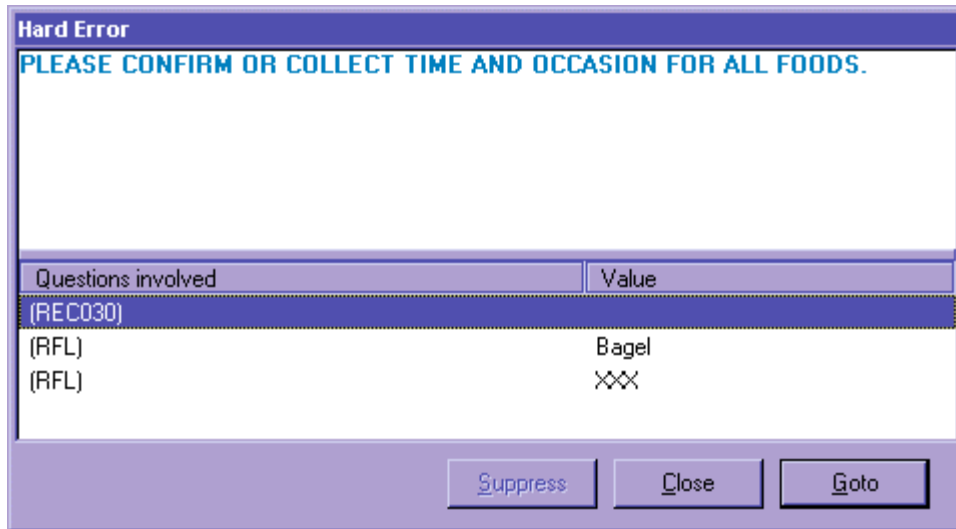 Hard Error
PLEASE CONFIRM OR COLLECT TIME AND OCCASION FOR ALL FOODS.
Questions involved Value
(REC030)
(RFL) Bagel
(RFL) XXX
Suppress Close Goto